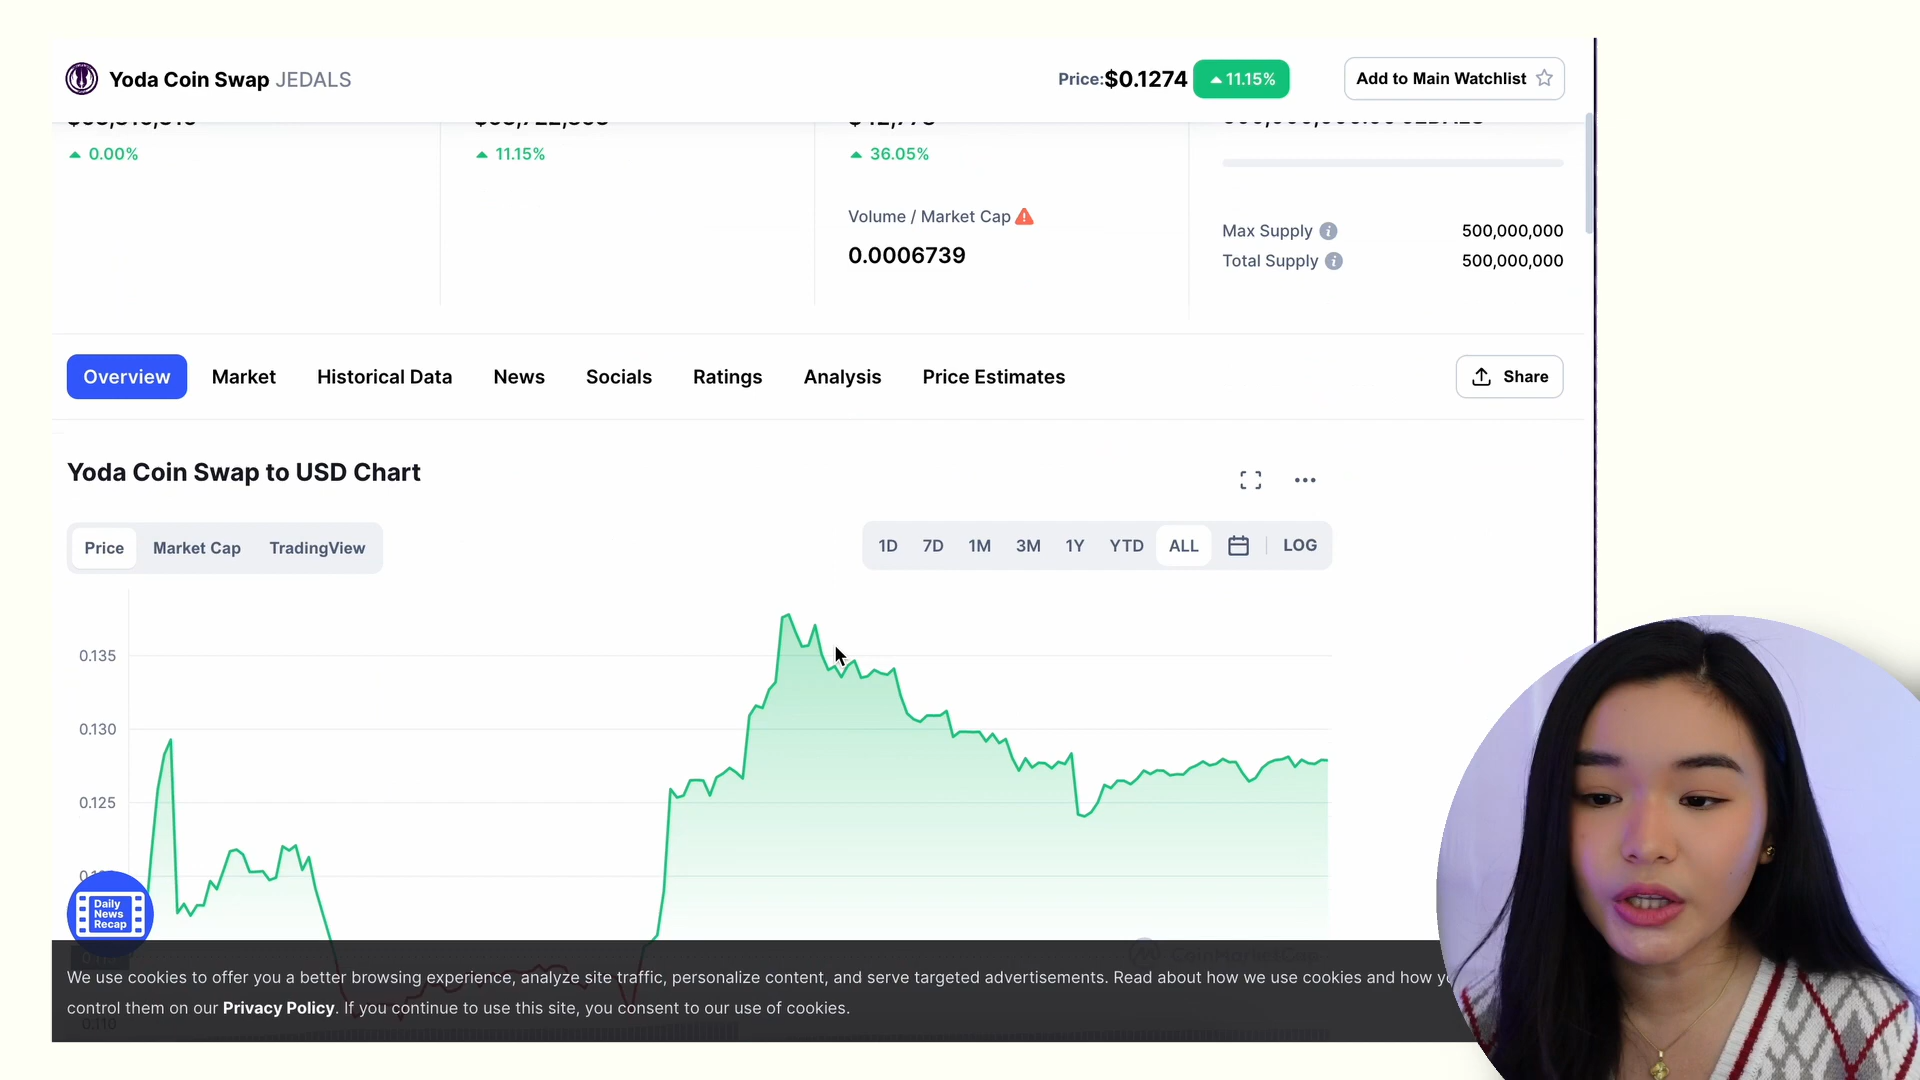 Yoda Coin Swap JEDALS
Price:$0.1274 11.15%
Add to Main Watchlist
0.00%
11.15%
36.05%
Volume / Market Cap
0.0006739
Max Supply 500,000,000
Total Supply 500,000,000
Overview Market Historical Data News Socials Ratings Analysis Price Estimates
Share
Yoda Coin Swap to USD Chart
Price Market Cap TradingView
1D 7D 1M 3M 1Y YTD ALL LOG
0.135
0.130
0.125
Daily
News
Recap
We use cookies to offer you a better browsing experience, analyze site traffic, personalize content, and serve targeted advertisements. Read about how we use cookies and how
control them on our Privacy Policy. If you continue to use this site, you consent to our use of cookies.
0.110